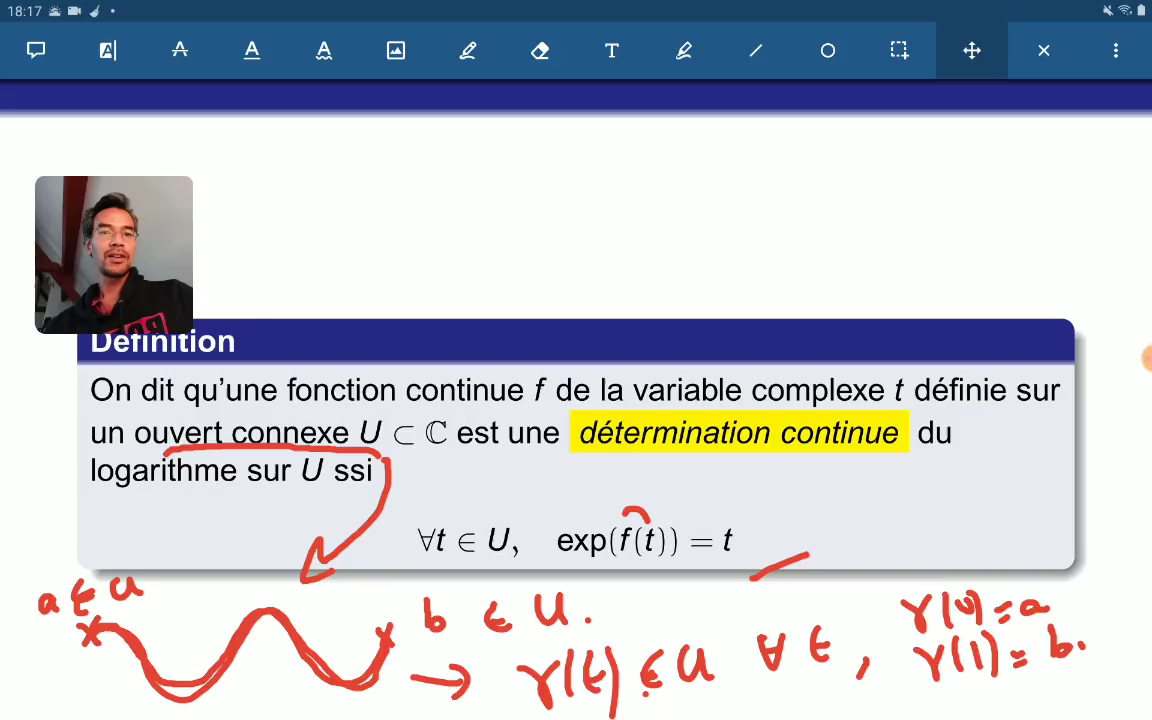 18:17
Définition
On dit qu'une fonction continue f de la variable complexe t définie sur
un ouvert connexe U ⊂ ℂ est une détermination continue du
logarithme sur U ssi
∀t ∈ U, exp(f(t)) = t
a ∈ U
b ∈ U.
→ γ(t) ∈ U ∀ t, γ(0) = a
γ(1) = b.